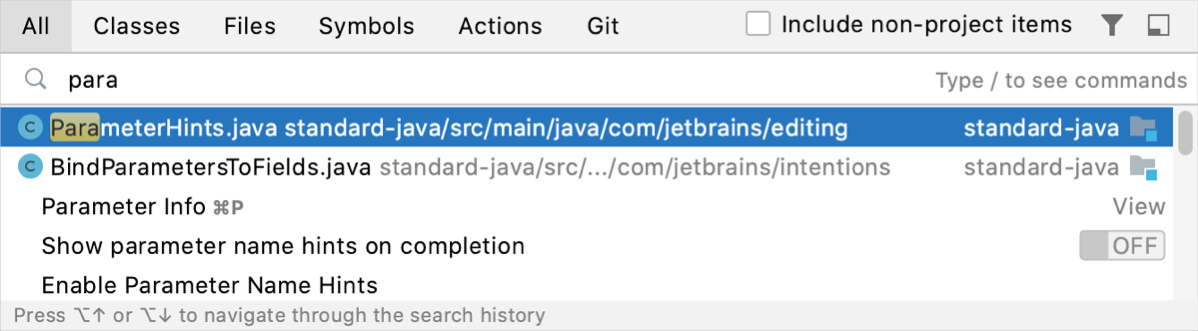 All Classes Files Symbols Actions Git Include non-project items
para Type / to see commands
C ParameterHints.java standard-java/src/main/java/com/jetbrains/editing standard-java
C BindParametersToFields.java standard-java/src/.../com/jetbrains/intentions standard-java
Parameter Info ⌘P View
Show parameter name hints on completion OFF
Enable Parameter Name Hints
Press ⌥↑ or ⌥↓ to navigate through the search history